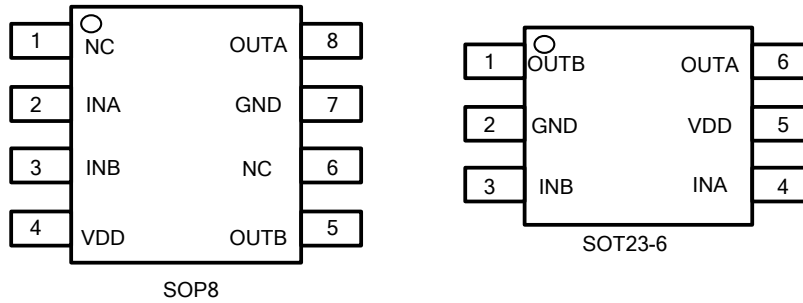 1 NC OUTA 8
2 INA GND 7
3 INB NC 6
4 VDD OUTB 5
SOP8
1 OUTB OUTA 6
2 GND VDD 5
3 INB INA 4
SOT23-6